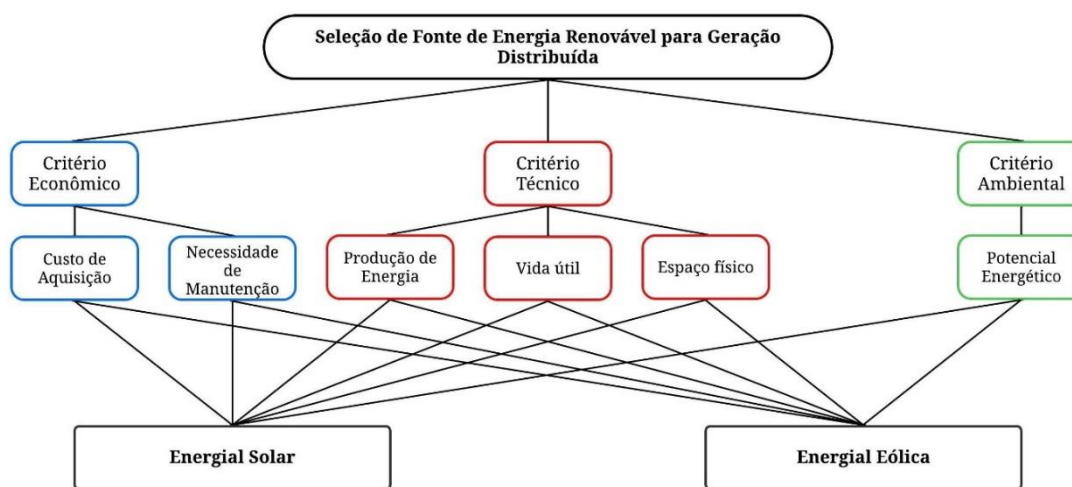 Seleção de Fonte de Energia Renovável para Geração
Distribuída
Critério
Econômico
Critério
Técnico
Critério
Ambiental
Custo de
Aquisição
Necessidade
de
Manutenção
Produção de
Energia
Vida útil
Espaço físico
Potencial
Energético
Energial Solar
Energial Eólica